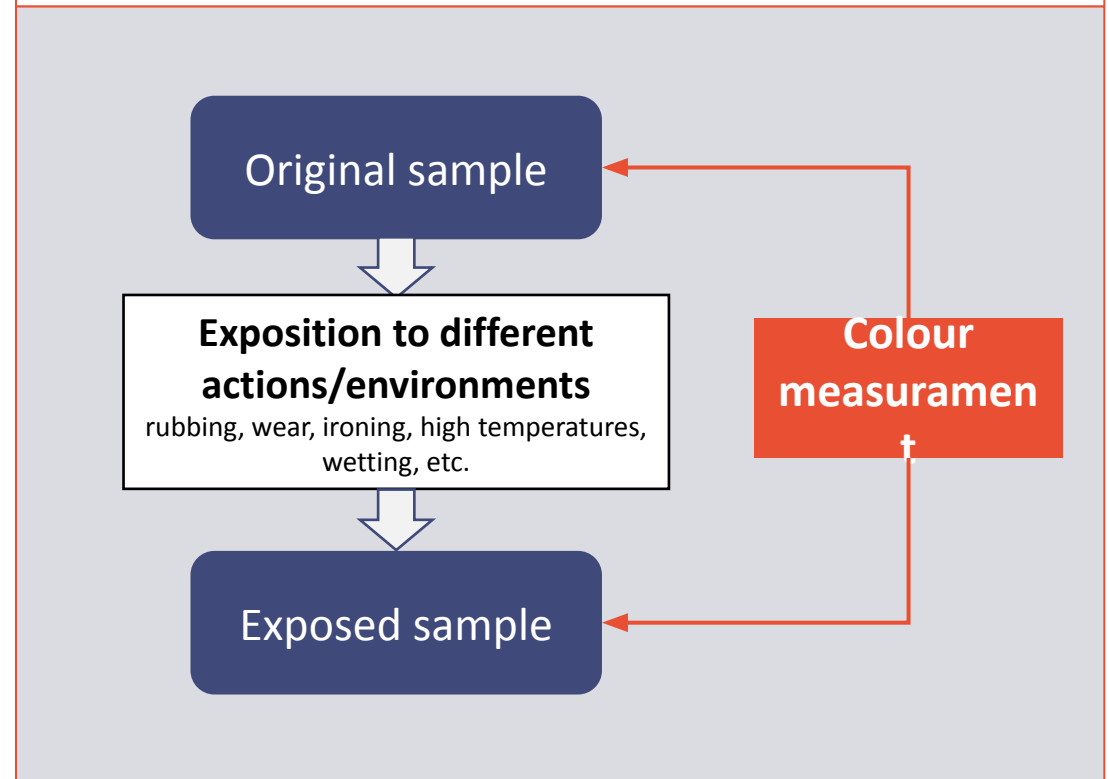 Original sample
Exposition to different
actions/environments
rubbing, wear, ironing, high temperatures,
wetting, etc.
Colour
measuramen
t
Exposed sample